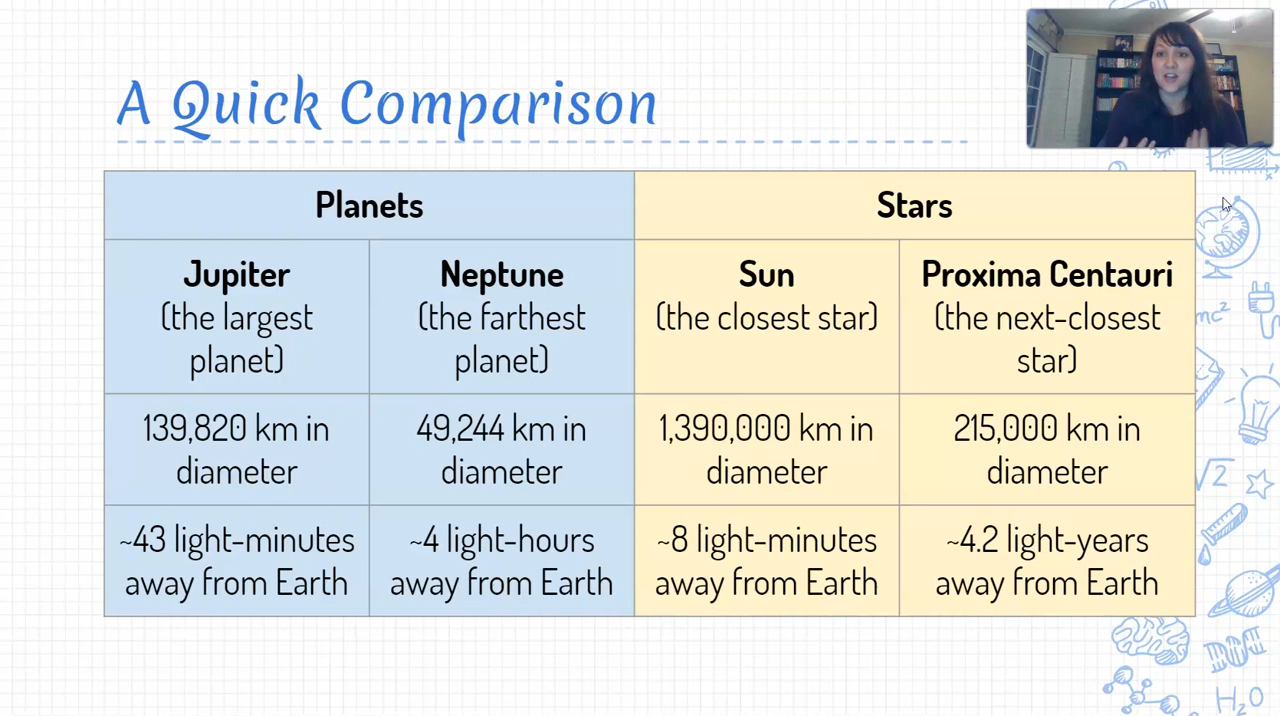 A Quick Comparison
Planets
Stars
Jupiter
(the largest
planet)
Neptune
(the farthest
planet)
Sun
(the closest star)
Proxima Centauri
(the next-closest
star)
139,820 km in
diameter
49,244 km in
diameter
1,390,000 km in
diameter
215,000 km in
diameter
~43 light-minutes
away from Earth
~4 light-hours
away from Earth
~8 light-minutes
away from Earth
~4.2 light-years
away from Earth
mc²
√2
H₂O